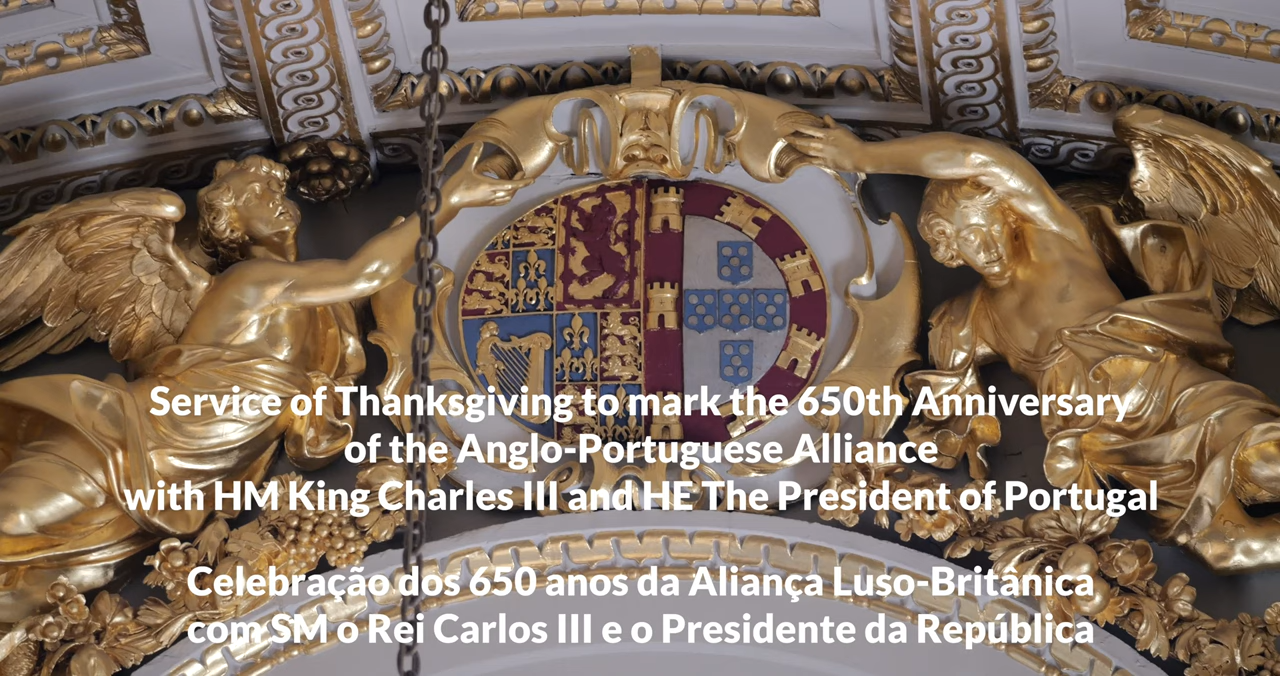 Service of Thanksgiving to mark the 650th Anniversary
of the Anglo-Portuguese Alliance
with HM King Charles III and HE The President of Portugal
Celebração dos 650 anos da Aliança Luso-Britânica
com SM o Rei Carlos III e o Presidente da República